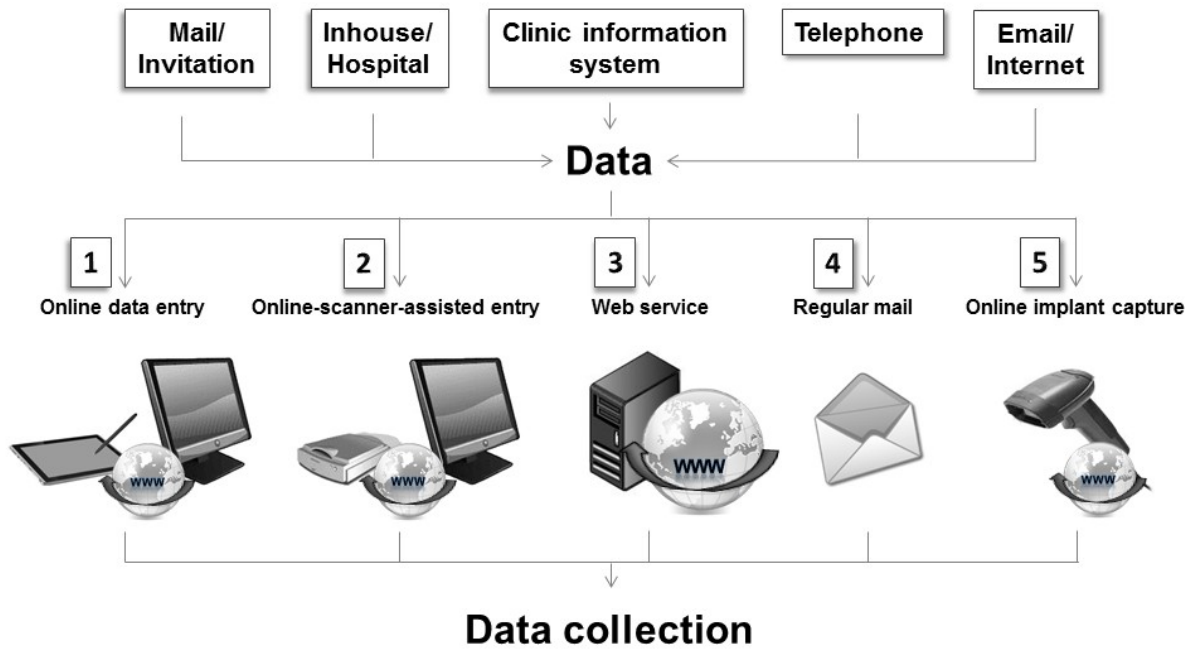 Mail/
Invitation
Inhouse/
Hospital
Clinic information
system
Telephone
Email/
Internet
Data
1
2
3
4
5
Online data entry
Online-scanner-assisted entry
Web service
Regular mail
Online implant capture
www
www
www
www
Data collection